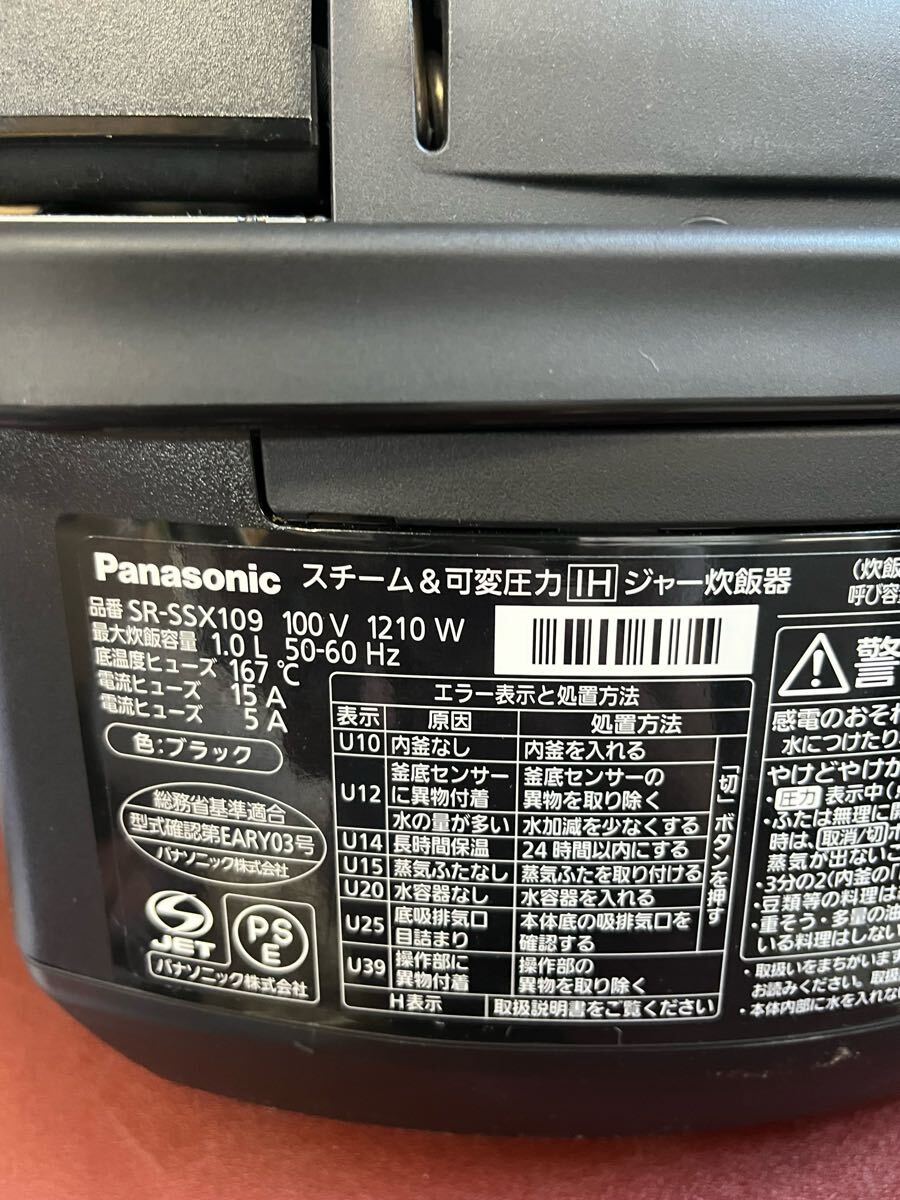 Panasonic スチーム&可変圧力 IH ジャー炊飯器
品番 SR-SSX109 100 V 1210 W
最大炊飯容量 1.0 L 50-60 Hz
底温度ヒューズ 167 ℃
電流ヒューズ 15 A
電流ヒューズ 5 A
色:ブラック
総務省基準適合
型式確認第EARY03号
パナソニック株式会社
JET
PSE
パナソニック株式会社
エラー表示と処置方法
表示 原因 処置方法
U10 内釜なし 内釜を入れる
U12 釜底センサーに異物付着 釜底センサーの異物を取り除く
水の量が多い 水加減を少なくする
U14 長時間保温 24時間以内にする
U15 蒸気ふたなし 蒸気ふたを取り付ける
U20 水容器なし 水容器を入れる
U25 底吸排気口目詰まり 本体底の吸排気口を確認する
「切」ボタンを押す
U39 操作部に異物付着 操作部の異物を取り除く
H表示 取扱説明書をご覧ください
(炊飯
呼び容
警
感電のおそれ
水につけたり
やけどやけが
・圧力 表示中(
・ふたは無理に開
時は、取消/切ボ
蒸気が出ないこ
・3分の2(内釜の「
・豆類等の料理は
・重そう・多量の油
いる料理はしない
・取扱いをまちがいます
お読みください。取扱
・本体内部に水を入れない